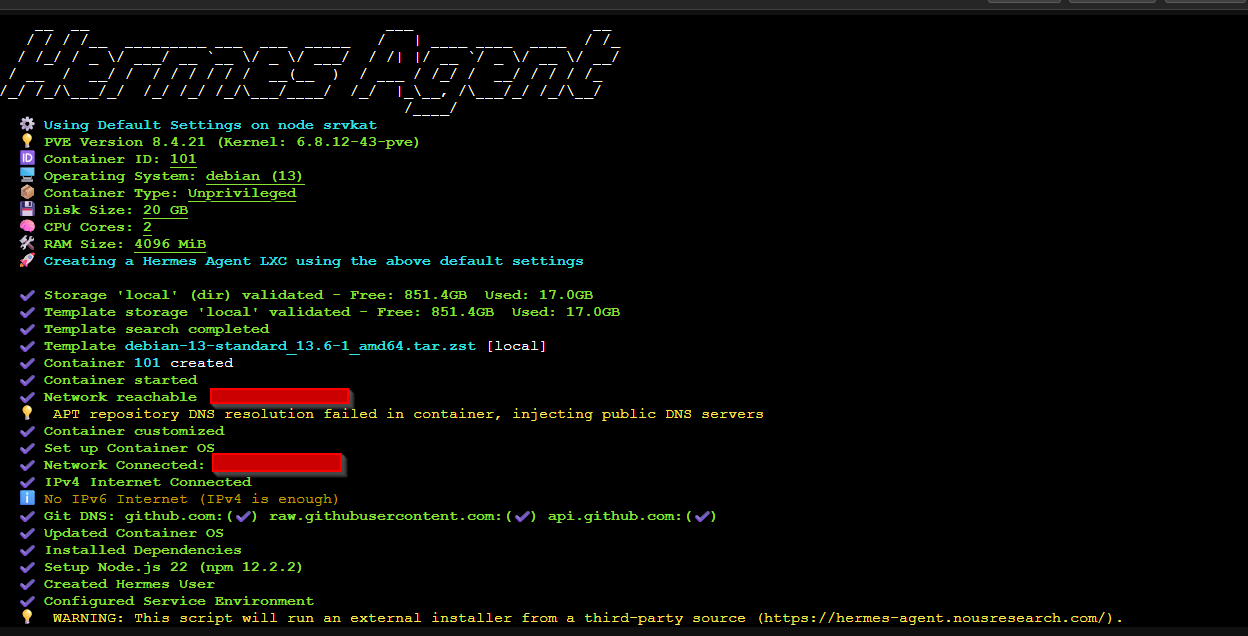 Hermes Agent
Using Default Settings on node srvkat
PVE Version 8.4.21 (Kernel: 6.8.12-43-pve)
ID Container ID: 101
Operating System: debian (13)
Container Type: Unprivileged
Disk Size: 20 GB
CPU Cores: 2
RAM Size: 4096 MiB
Creating a Hermes Agent LXC using the above default settings
Storage 'local' (dir) validated - Free: 851.4GB  Used: 17.0GB
Template storage 'local' validated - Free: 851.4GB  Used: 17.0GB
Template search completed
Template debian-13-standard_13.6-1_amd64.tar.zst [local]
Container 101 created
Container started
Network reachable
APT repository DNS resolution failed in container, injecting public DNS servers
Container customized
Set up Container OS
Network Connected:
IPv4 Internet Connected
No IPv6 Internet (IPv4 is enough)
Git DNS: github.com:(✔) raw.githubusercontent.com:(✔) api.github.com:(✔)
Updated Container OS
Installed Dependencies
Setup Node.js 22 (npm 12.2.2)
Created Hermes User
Configured Service Environment
WARNING: This script will run an external installer from a third-party source (https://hermes-agent.nousresearch.com/).